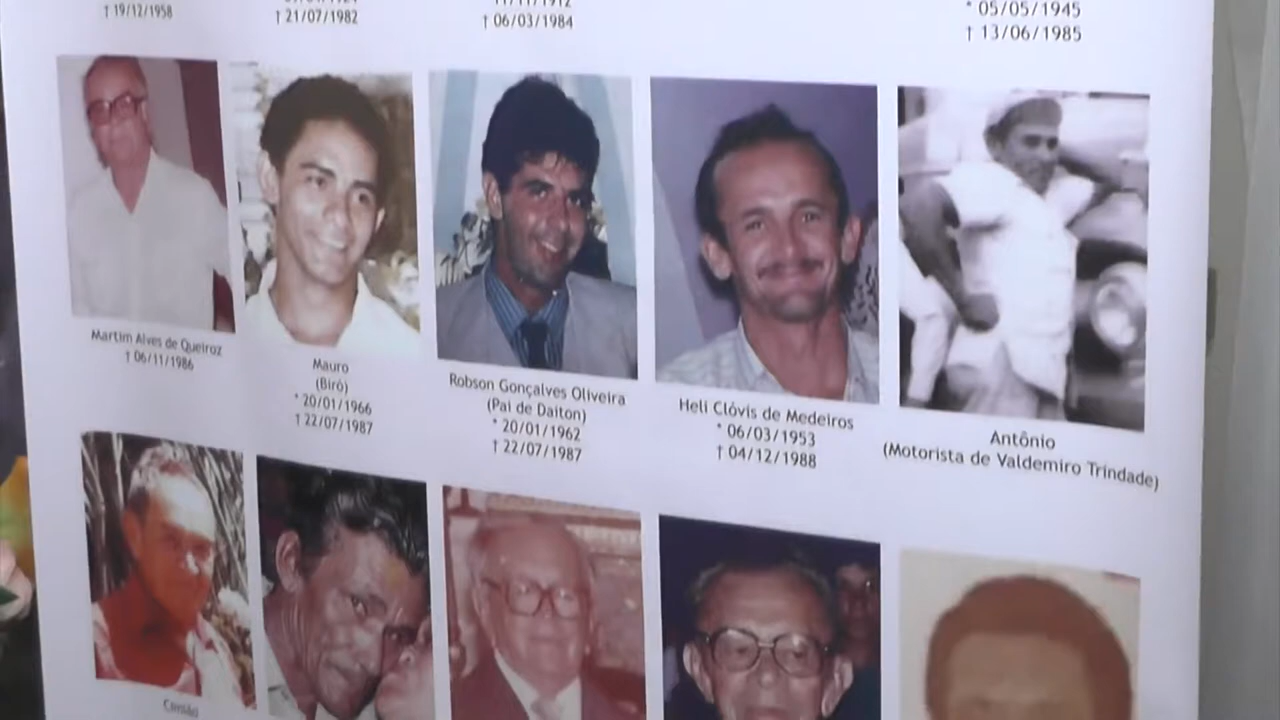 † 19/12/1958
† 21/07/1982
† 06/03/1984
* 05/05/1945
† 13/06/1985
Martim Alves de Queiroz
† 06/11/1986
Mauro
(Biró)
* 20/01/1966
† 22/07/1987
Robson Gonçalves Oliveira
(Pai de Dailton)
* 20/01/1962
† 22/07/1987
Heli Clóvis de Medeiros
* 06/03/1953
† 04/12/1988
Antônio
(Motorista de Valdemiro Trindade)